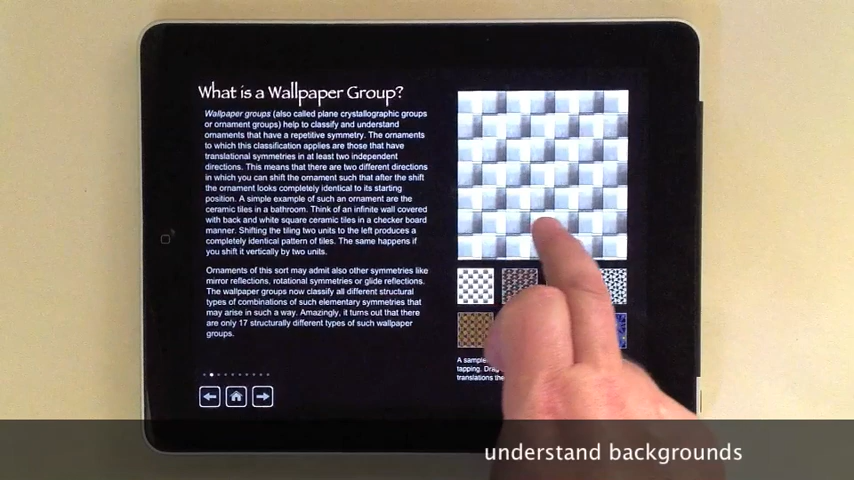 What is a Wallpaper Group?
Wallpaper groups (also called plane crystallographic groups
or ornament groups) help to classify and understand
ornaments that have a repetitive symmetry. The ornaments
to which this classification applies are those that have
translational symmetries in at least two independent
directions. This means that there are two different directions
in which you can shift the ornament such that after the shift
the ornament looks completely identical to its starting
position. A simple example of such an ornament are the
ceramic tiles in a bathroom. Think of an infinite wall covered
with back and white square ceramic tiles in a checker board
manner. Shifting the tiling two units to the left produces a
completely identical pattern of tiles. The same happens if
you shift it vertically by two units.
Ornaments of this sort may admit also other symmetries like
mirror reflections, rotational symmetries or glide reflections.
The wallpaper groups now classify all different structural
types of combinations of such elementary symmetries that
may arise in such a way. Amazingly, it turns out that there
are only 17 structurally different types of such wallpaper
groups.
A sample
tapping.
translations
understand backgrounds